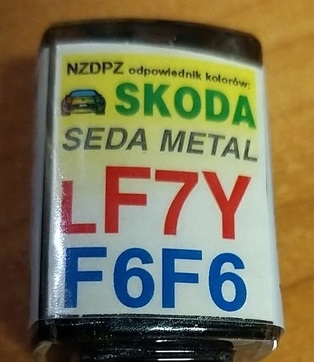 NZDPZ odpowiednik kolorów:
SKODA
SEDA METAL
LF7Y
F6F6